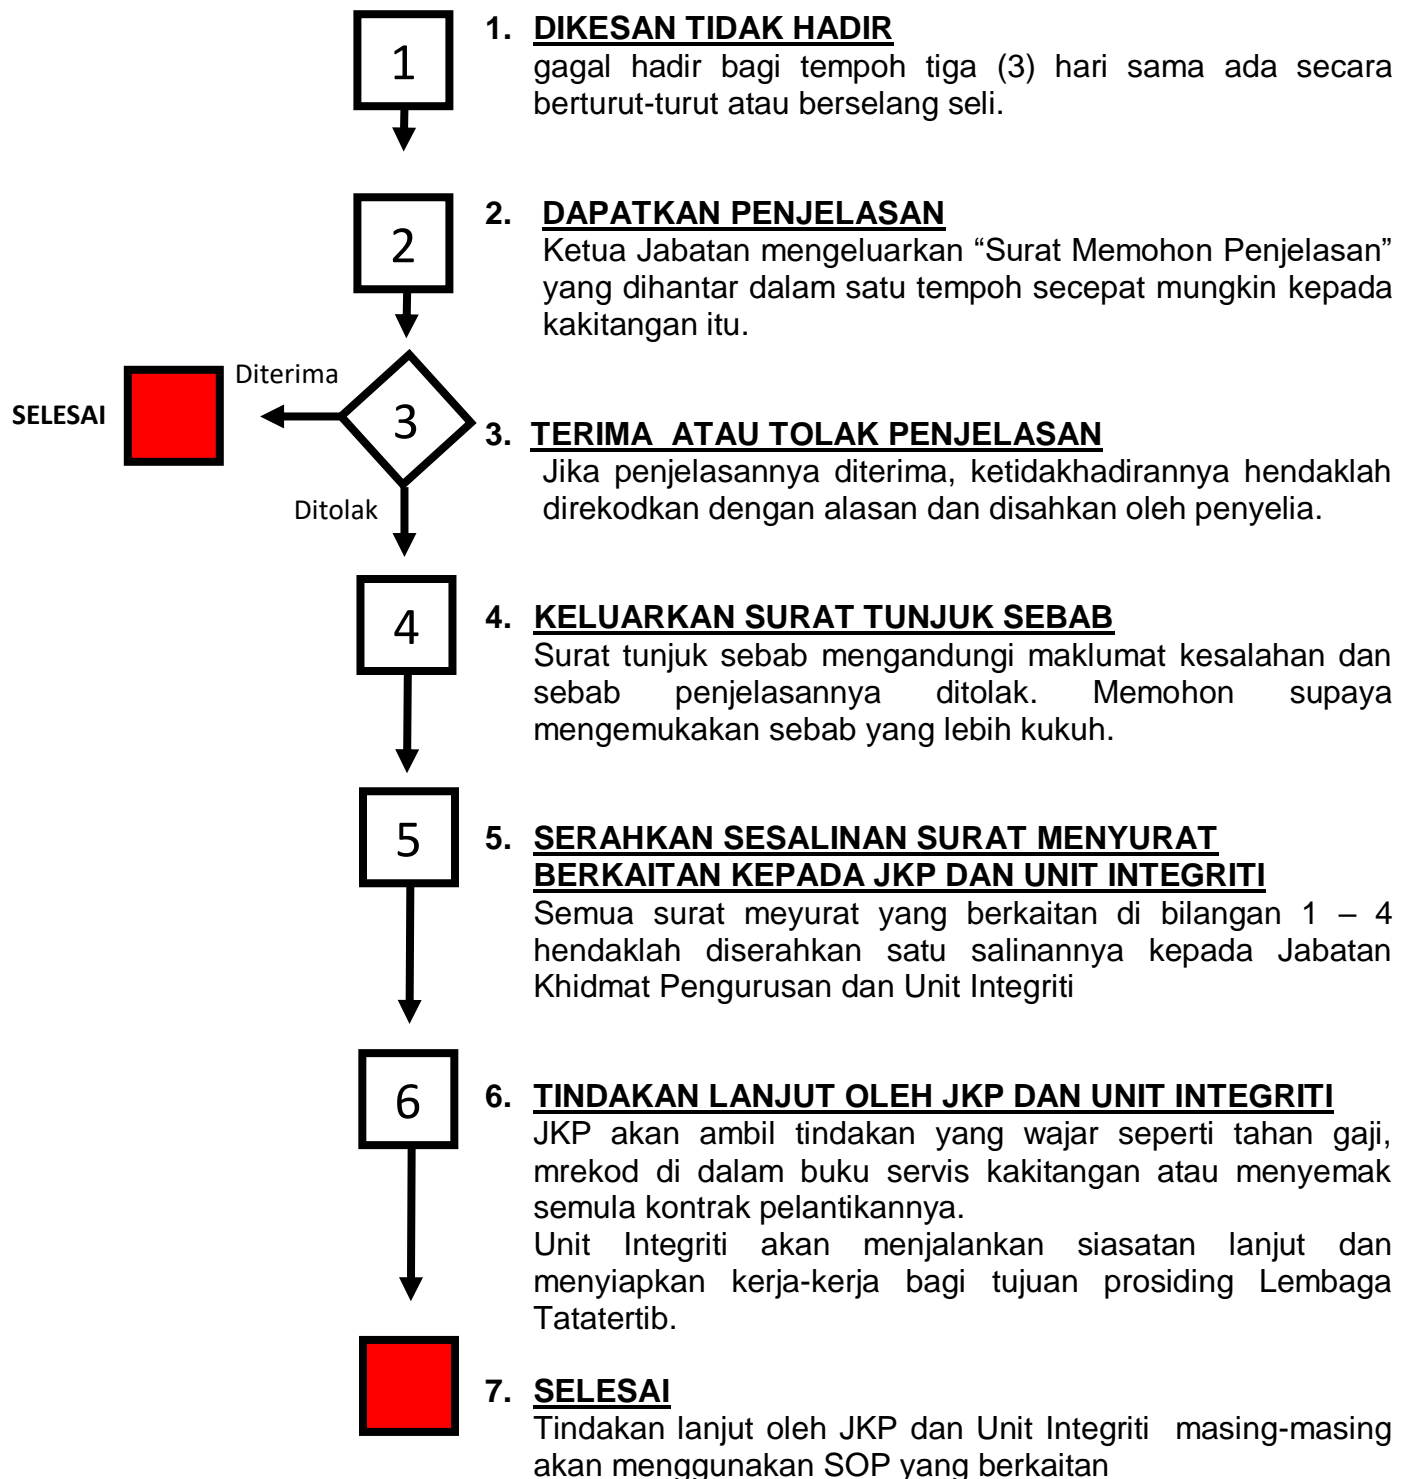 1
1. DIKESAN TIDAK HADIR
gagal hadir bagi tempoh tiga (3) hari sama ada secara
berturut-turut atau berselang seli.
2
2. DAPATKAN PENJELASAN
Ketua Jabatan mengeluarkan “Surat Memohon Penjelasan”
yang dihantar dalam satu tempoh secepat mungkin kepada
kakitangan itu.
Diterima
SELESAI
3
3. TERIMA ATAU TOLAK PENJELASAN
Jika penjelasannya diterima, ketidakhadirannya hendaklah
direkodkan dengan alasan dan disahkan oleh penyelia.
Ditolak
4
4. KELUARKAN SURAT TUNJUK SEBAB
Surat tunjuk sebab mengandungi maklumat kesalahan dan
sebab penjelasannya ditolak. Memohon supaya
mengemukakan sebab yang lebih kukuh.
5
5. SERAHKAN SESALINAN SURAT MENYURAT
BERKAITAN KEPADA JKP DAN UNIT INTEGRITI
Semua surat meyurat yang berkaitan di bilangan 1 – 4
hendaklah diserahkan satu salinannya kepada Jabatan
Khidmat Pengurusan dan Unit Integriti
6
6. TINDAKAN LANJUT OLEH JKP DAN UNIT INTEGRITI
JKP akan ambil tindakan yang wajar seperti tahan gaji,
mrekod di dalam buku servis kakitangan atau menyemak
semula kontrak pelantikannya.
Unit Integriti akan menjalankan siasatan lanjut dan
menyiapkan kerja-kerja bagi tujuan prosiding Lembaga
Tatatertib.
7. SELESAI
Tindakan lanjut oleh JKP dan Unit Integriti masing-masing
akan menggunakan SOP yang berkaitan